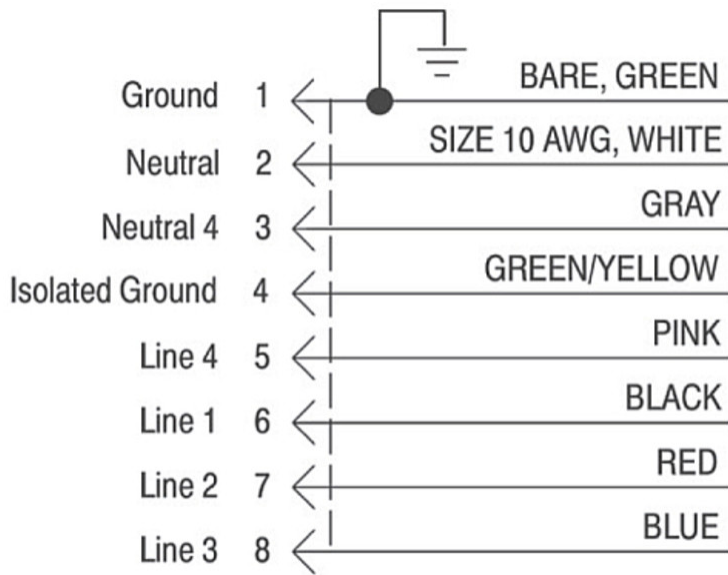 Ground 1 BARE, GREEN
Neutral 2 SIZE 10 AWG, WHITE
Neutral 4 3 GRAY
Isolated Ground 4 GREEN/YELLOW
Line 4 5 PINK
Line 1 6 BLACK
Line 2 7 RED
Line 3 8 BLUE